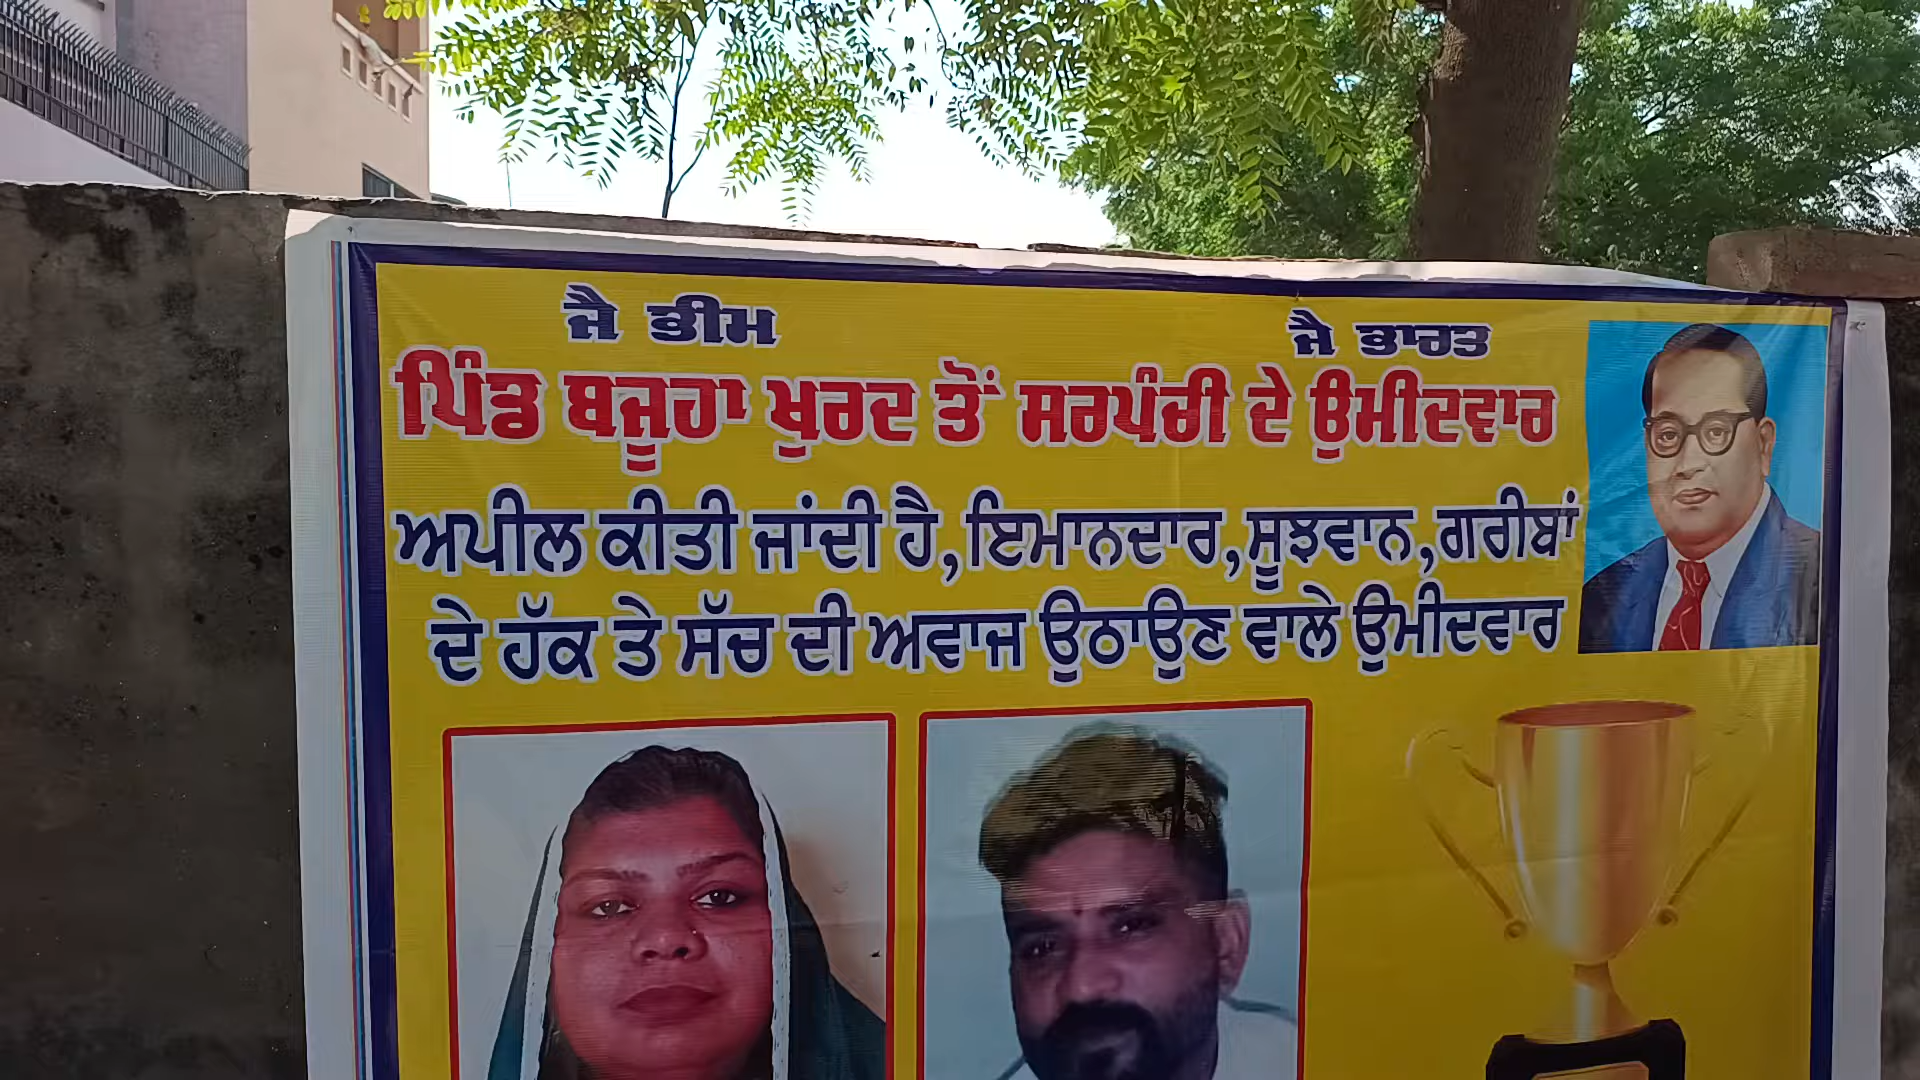 ਜੈ ਭੀਮ ਜੈ ਭਾਰਤ
ਪਿੰਡ ਬਜੂਹਾ ਖੁਰਦ ਤੋਂ ਸਰਪੰਚੀ ਦੇ ਉਮੀਦਵਾਰ
ਅਪੀਲ ਕੀਤੀ ਜਾਂਦੀ ਹੈ,ਇਮਾਨਦਾਰ,ਸੂਝਵਾਨ,ਗਰੀਬਾਂ
ਦੇ ਹੱਕ ਤੇ ਸੱਚ ਦੀ ਅਵਾਜ ਉਠਾਉਣ ਵਾਲੇ ਉਮੀਦਵਾਰ